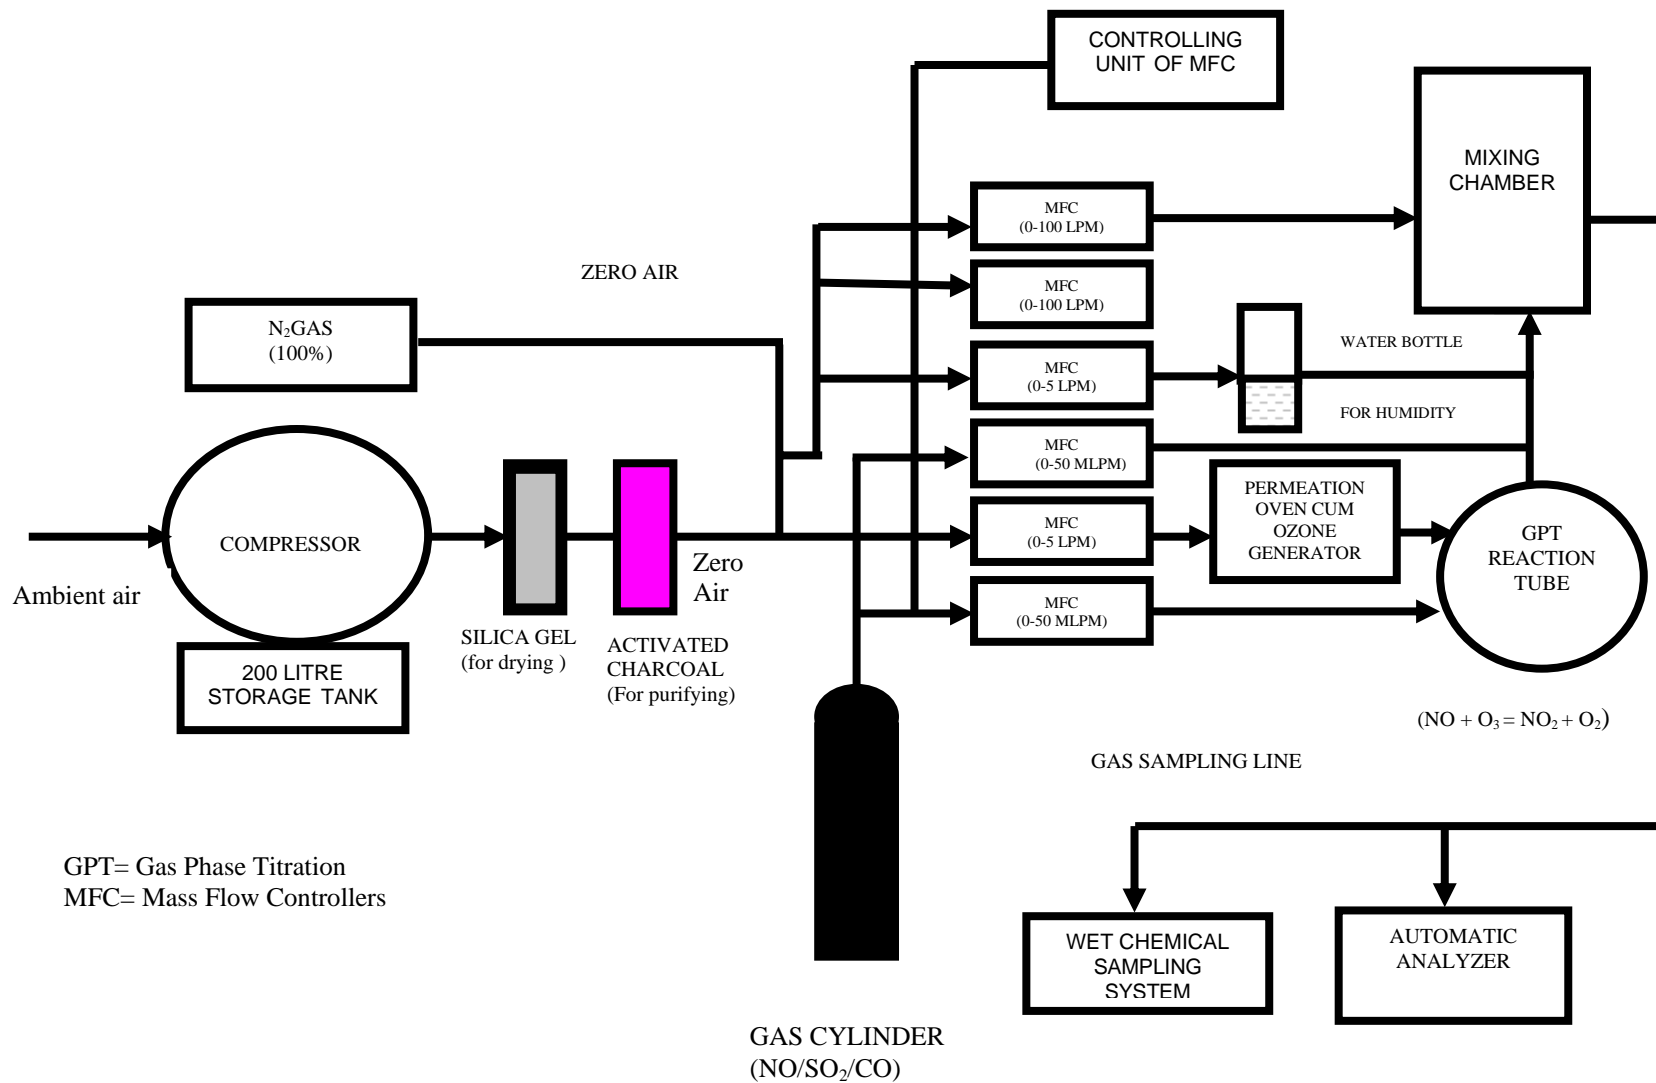 CONTROLLING
UNIT OF MFC
MIXING
CHAMBER
MFC
(0-100 LPM)
ZERO AIR
MFC
(0-100 LPM)
N₂GAS
(100%)
WATER BOTTLE
MFC
(0-5 LPM)
FOR HUMIDITY
MFC
(0-50 MLPM)
PERMEATION
OVEN CUM
OZONE
GENERATOR
MFC
(0-5 LPM)
GPT
REACTION
TUBE
COMPRESSOR
Zero
Air
Ambient air
MFC
(0-50 MLPM)
SILICA GEL
(for drying )
ACTIVATED
CHARCOAL
(For purifying)
200 LITRE
STORAGE TANK
(NO + O₃ = NO₂ + O₂)
GAS SAMPLING LINE
GPT= Gas Phase Titration
MFC= Mass Flow Controllers
WET CHEMICAL
SAMPLING
SYSTEM
AUTOMATIC
ANALYZER
GAS CYLINDER
(NO/SO₂/CO)